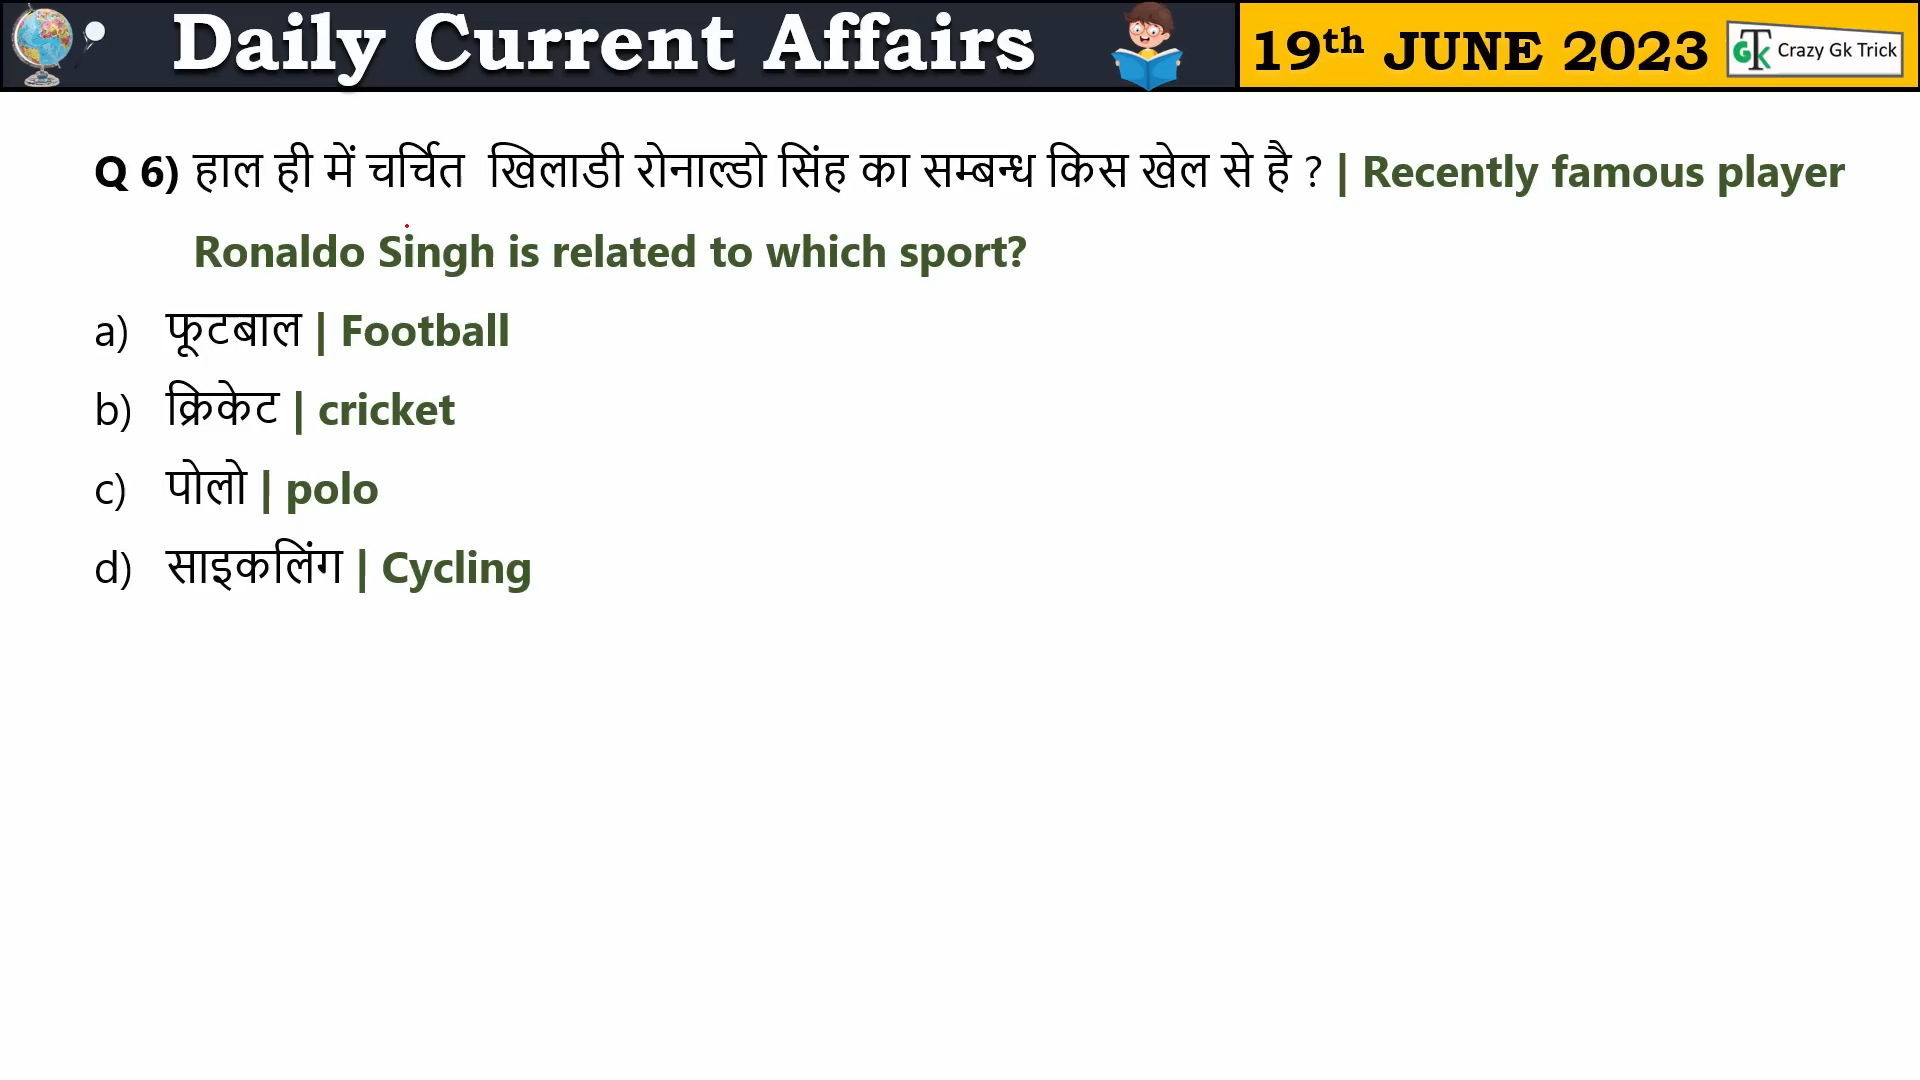 Daily Current Affairs
19th JUNE 2023
GTK Crazy Gk Trick
Q 6) हाल ही में चर्चित खिलाडी रोनाल्डो सिंह का सम्बन्ध किस खेल से है ? | Recently famous player
Ronaldo Singh is related to which sport?
a) फूटबाल | Football
b) क्रिकेट | cricket
c) पोलो | polo
d) साइकलिंग | Cycling